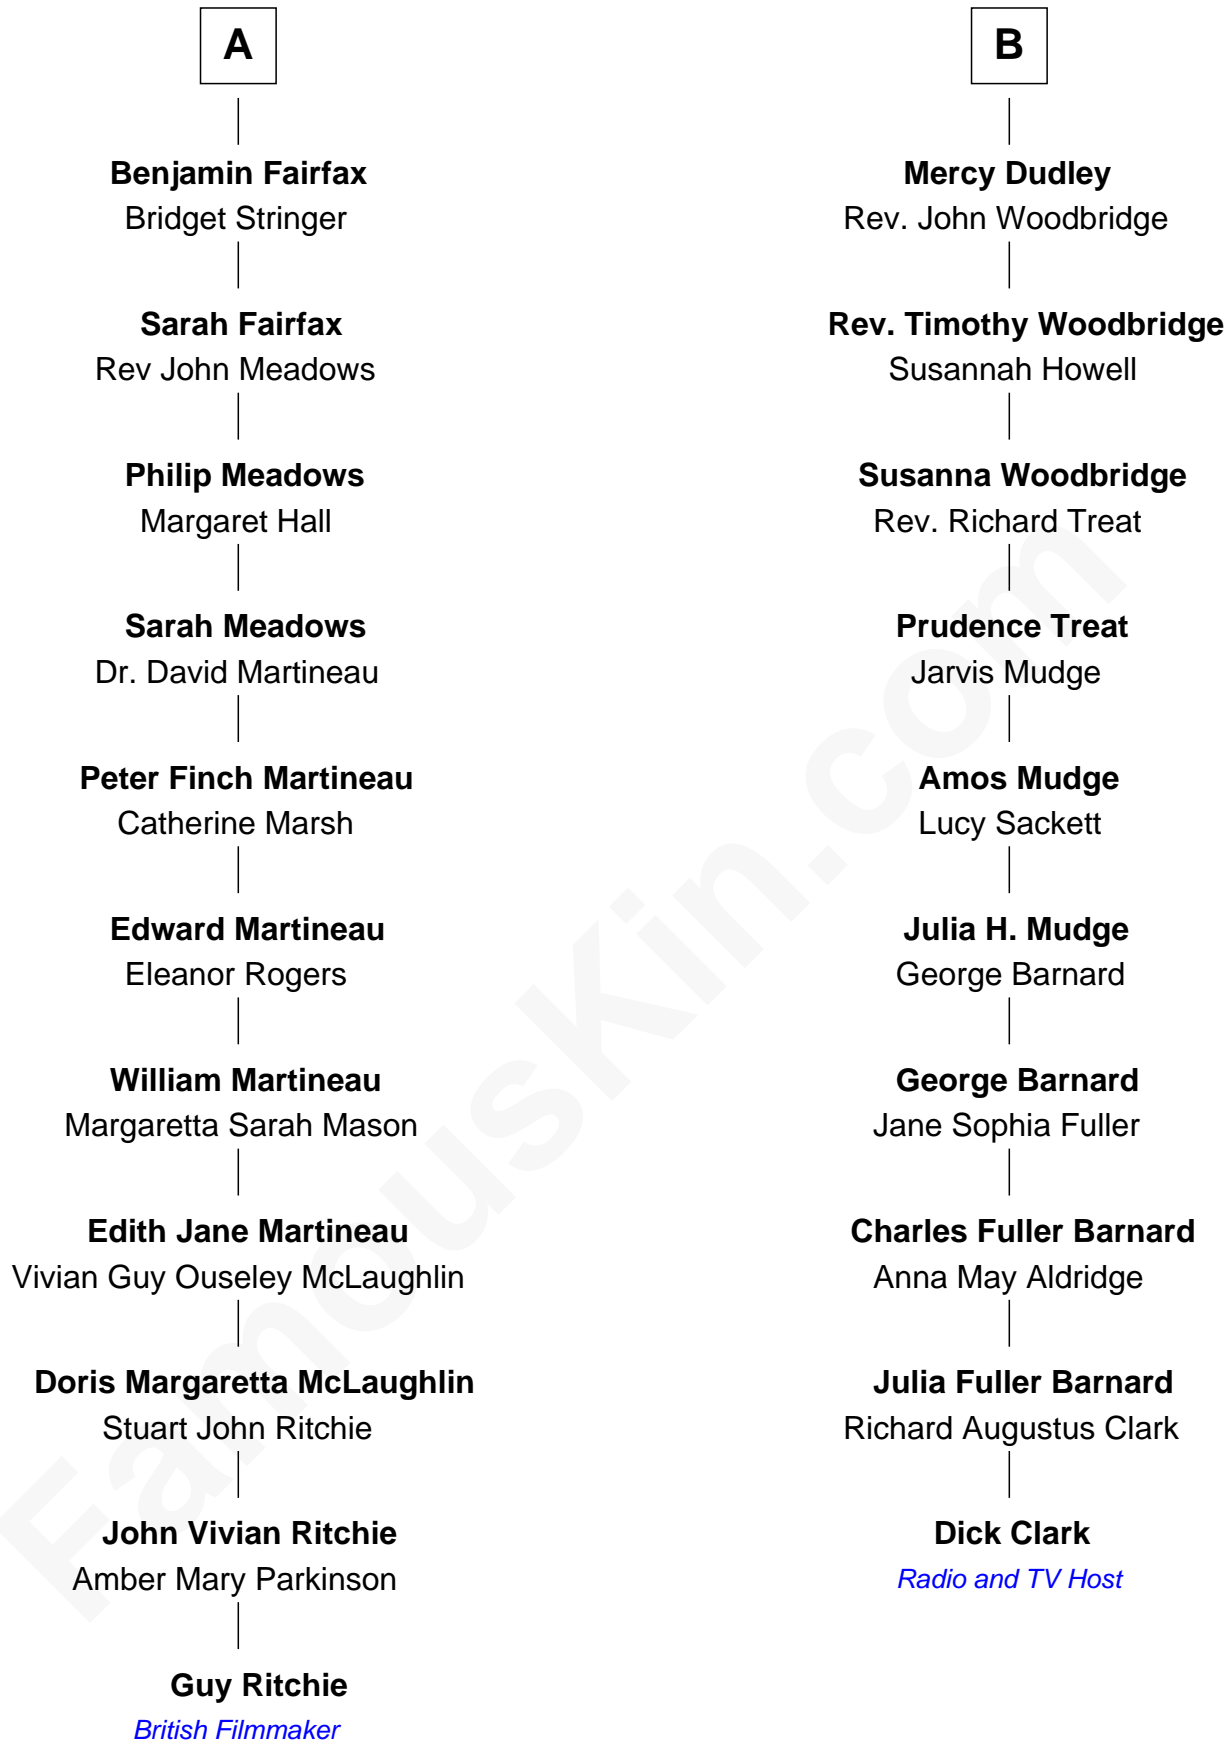 A
Benjamin Fairfax
Bridget Stringer
Sarah Fairfax
Rev John Meadows
Philip Meadows
Margaret Hall
Sarah Meadows
Dr. David Martineau
Peter Finch Martineau
Catherine Marsh
Edward Martineau
Eleanor Rogers
William Martineau
Margaretta Sarah Mason
Edith Jane Martineau
Vivian Guy Ouseley McLaughlin
Doris Margaretta McLaughlin
Stuart John Ritchie
John Vivian Ritchie
Amber Mary Parkinson
Guy Ritchie
British Filmmaker
B
Mercy Dudley
Rev. John Woodbridge
Rev. Timothy Woodbridge
Susannah Howell
Susanna Woodbridge
Rev. Richard Treat
Prudence Treat
Jarvis Mudge
Amos Mudge
Lucy Sackett
Julia H. Mudge
George Barnard
George Barnard
Jane Sophia Fuller
Charles Fuller Barnard
Anna May Aldridge
Julia Fuller Barnard
Richard Augustus Clark
Dick Clark
Radio and TV Host
FamousKin.com